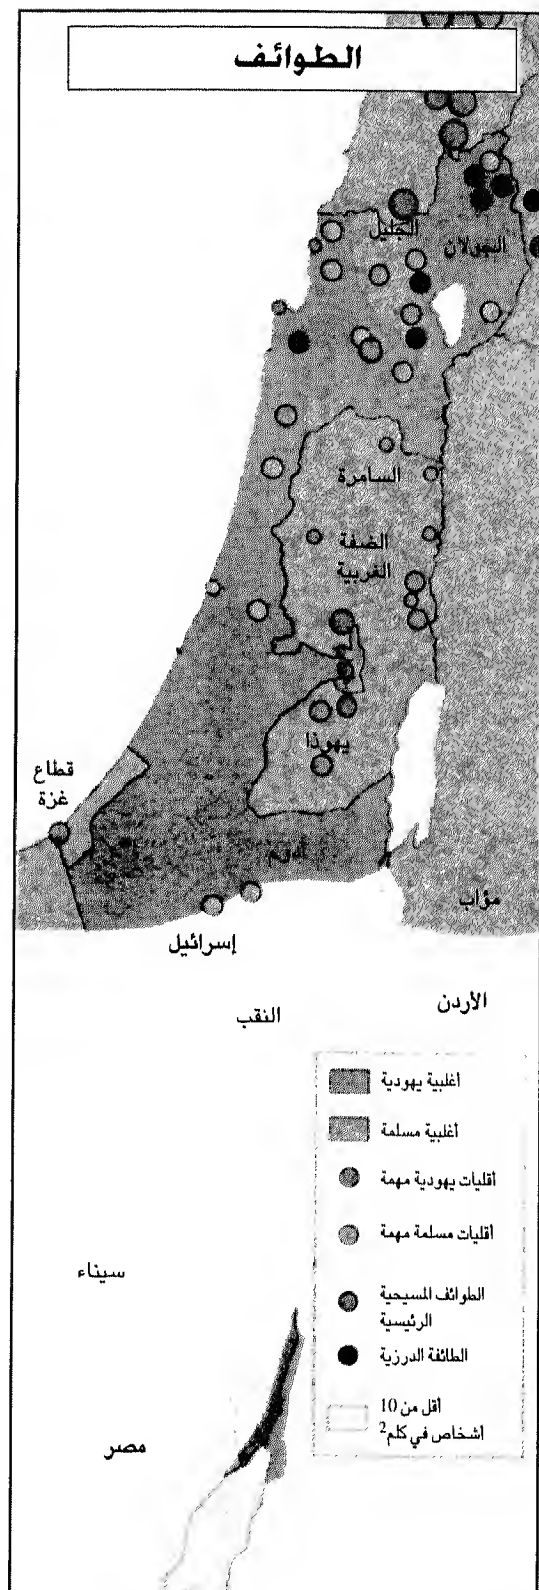 الطوائف
الجليل
الجولان
السامرة
الضفة
الغربية
يهوذا
قطاع
غزة
أدوم
مؤاب
إسرائيل
الأردن
النقب
أغلبية يهودية
أغلبية مسلمة
أقليات يهودية مهمة
أقليات مسلمة مهمة
الطوائف المسيحية
الرئيسية
الطائفة الدرزية
أقل من 10
أشخاص في كلم2
سيناء
مصر